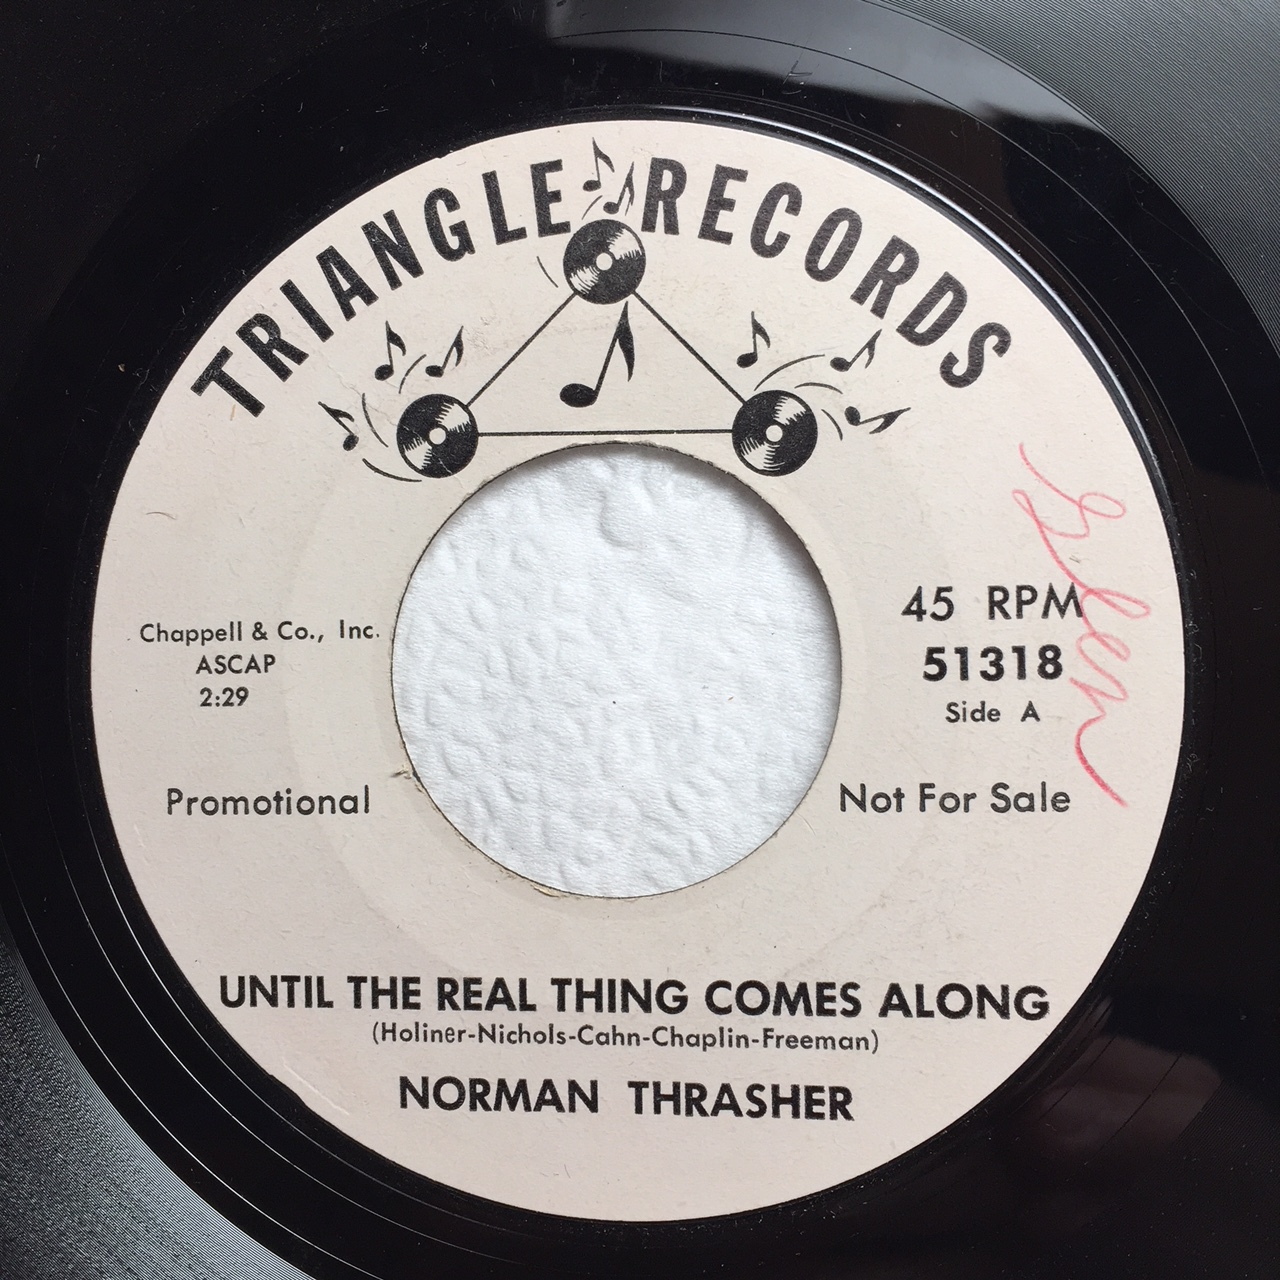 TRIANGLE RECORDS
Chappell & Co., Inc.
ASCAP
2:29
45 RPM
51318
Side A
Glen
Promotional
Not For Sale
UNTIL THE REAL THING COMES ALONG
(Holiner-Nichols-Cahn-Chaplin-Freeman)
NORMAN THRASHER